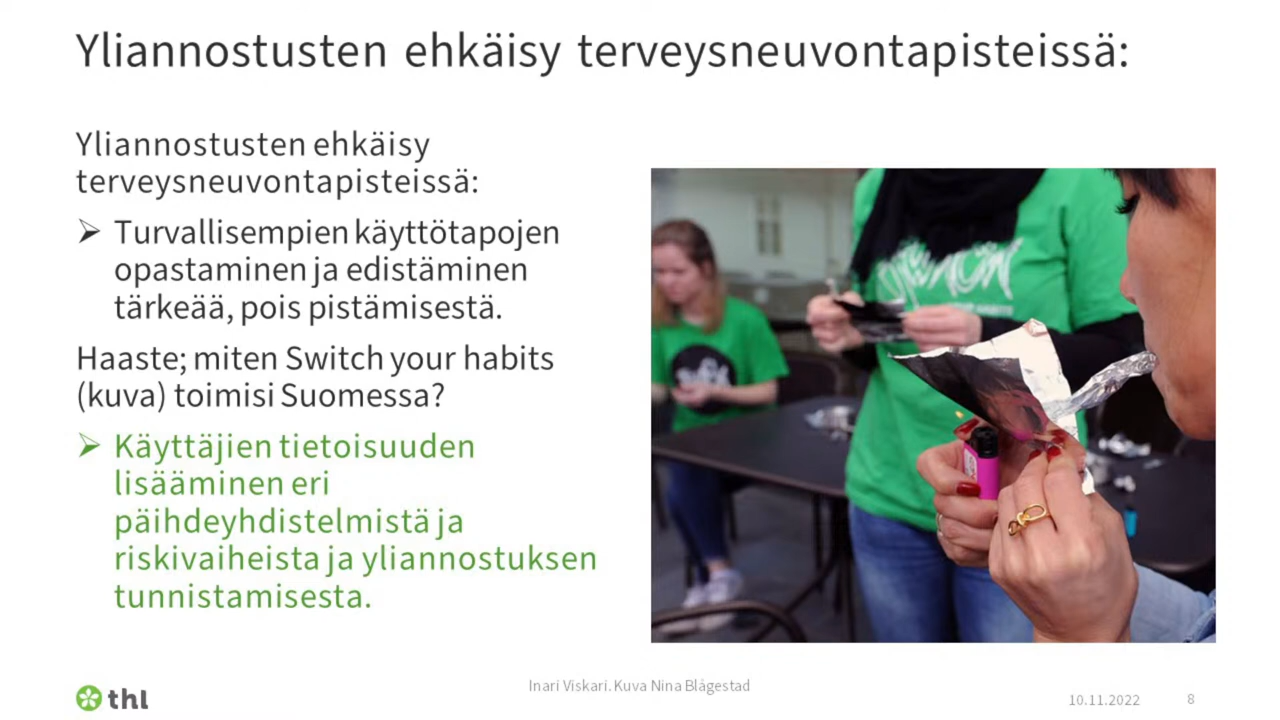 Yliannostusten ehkäisy terveysneuvontapisteissä:
Yliannostusten ehkäisy
terveysneuvontapisteissä:
Turvallisempien käyttötapojen
opastaminen ja edistäminen
tärkeää, pois pistämisestä.
Haaste; miten Switch your habits
(kuva) toimisi Suomessa?
Käyttäjien tietoisuuden
lisääminen eri
päihdeyhdistelmistä ja
riskivaiheista ja yliannostuksen
tunnistamisesta.
thl
Inari Viskari. Kuva Nina Blågestad
10.11.2022
8